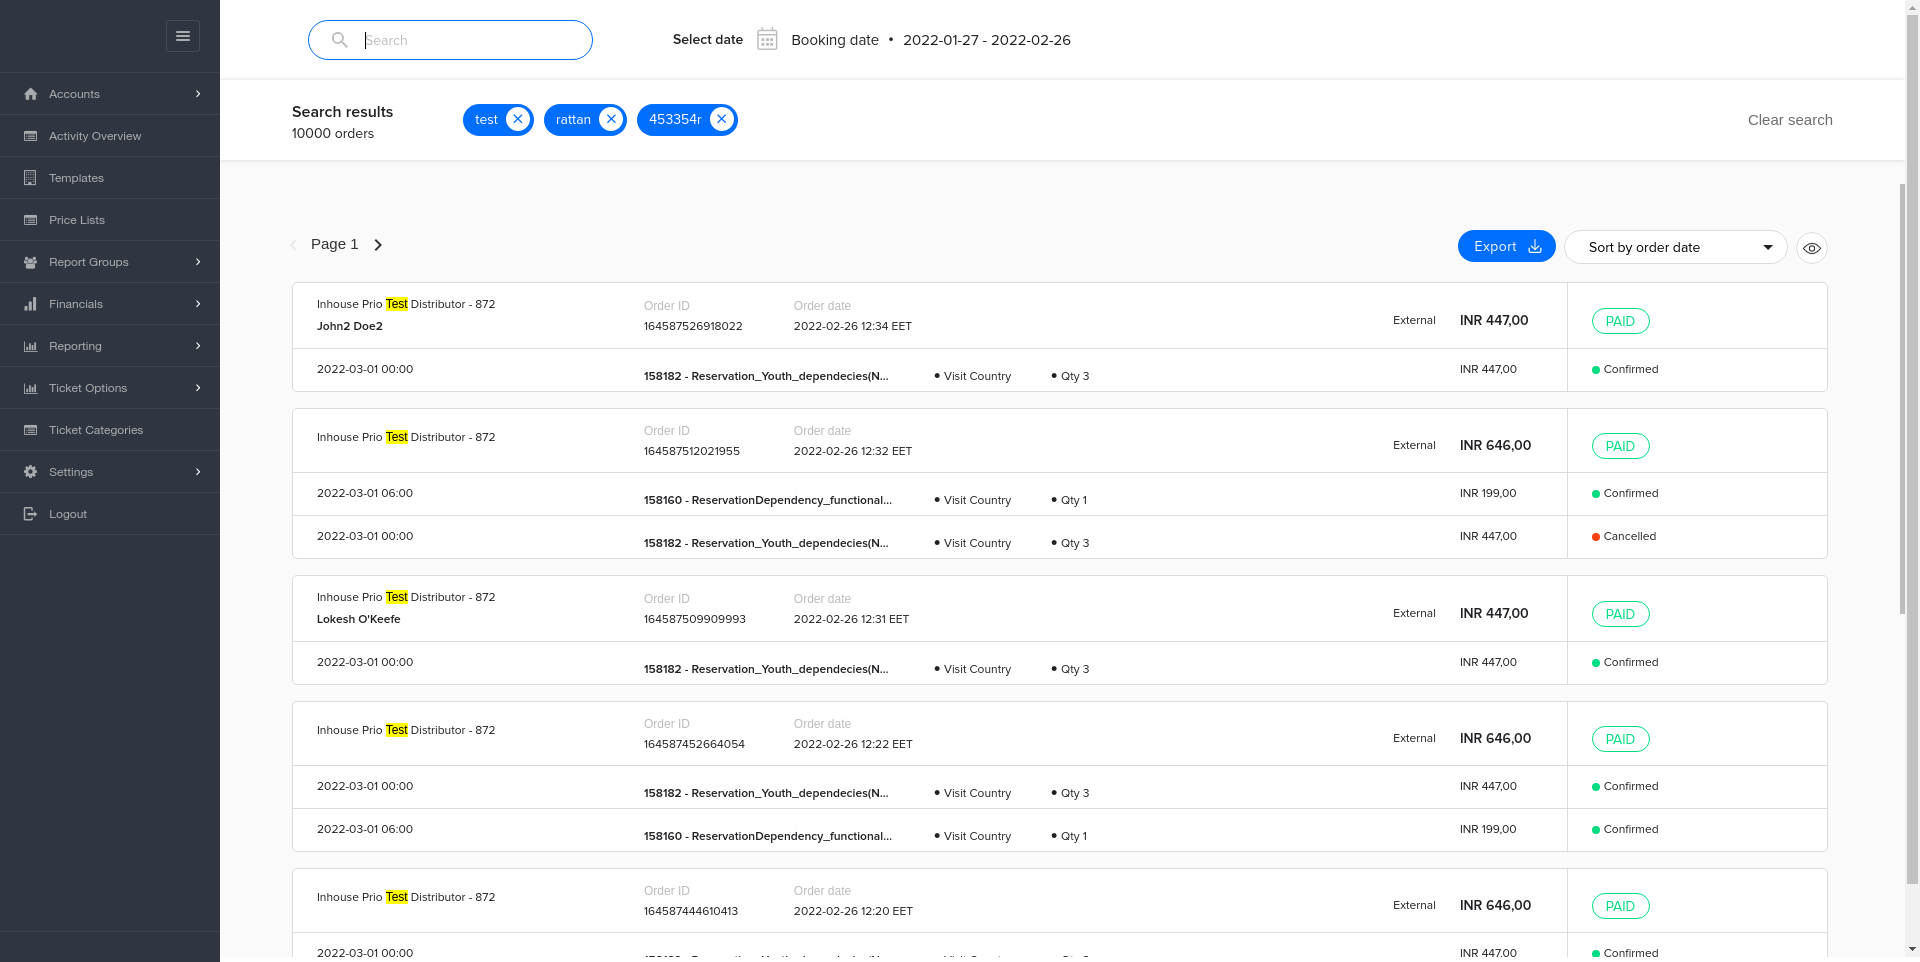 Search
Select date
Booking date • 2022-01-27 - 2022-02-26
Accounts
Activity Overview
Templates
Price Lists
Report Groups
Financials
Reporting
Ticket Options
Ticket Categories
Settings
Logout
Search results
10000 orders
test
rattan
453354r
Clear search
Page 1
Export
Sort by order date
Inhouse Prio Test Distributor - 872
John2 Doe2
Order ID
164587526918022
Order date
2022-02-26 12:34 EET
External
INR 447,00
PAID
2022-03-01 00:00
158182 - Reservation_Youth_dependecies(N...
• Visit Country
• Qty 3
INR 447,00
Confirmed
Inhouse Prio Test Distributor - 872
Order ID
164587512021955
Order date
2022-02-26 12:32 EET
External
INR 646,00
PAID
2022-03-01 06:00
158160 - ReservationDependency_functional...
• Visit Country
• Qty 1
INR 199,00
Confirmed
2022-03-01 00:00
158182 - Reservation_Youth_dependecies(N...
• Visit Country
• Qty 3
INR 447,00
Cancelled
Inhouse Prio Test Distributor - 872
Lokesh O'Keefe
Order ID
164587509909993
Order date
2022-02-26 12:31 EET
External
INR 447,00
PAID
2022-03-01 00:00
158182 - Reservation_Youth_dependecies(N...
• Visit Country
• Qty 3
INR 447,00
Confirmed
Inhouse Prio Test Distributor - 872
Order ID
164587452664054
Order date
2022-02-26 12:22 EET
External
INR 646,00
PAID
2022-03-01 00:00
158182 - Reservation_Youth_dependecies(N...
• Visit Country
• Qty 3
INR 447,00
Confirmed
2022-03-01 06:00
158160 - ReservationDependency_functional...
• Visit Country
• Qty 1
INR 199,00
Confirmed
Inhouse Prio Test Distributor - 872
Order ID
164587444610413
Order date
2022-02-26 12:20 EET
External
INR 646,00
PAID
2022-03-01 00:00
INR 447,00
Confirmed